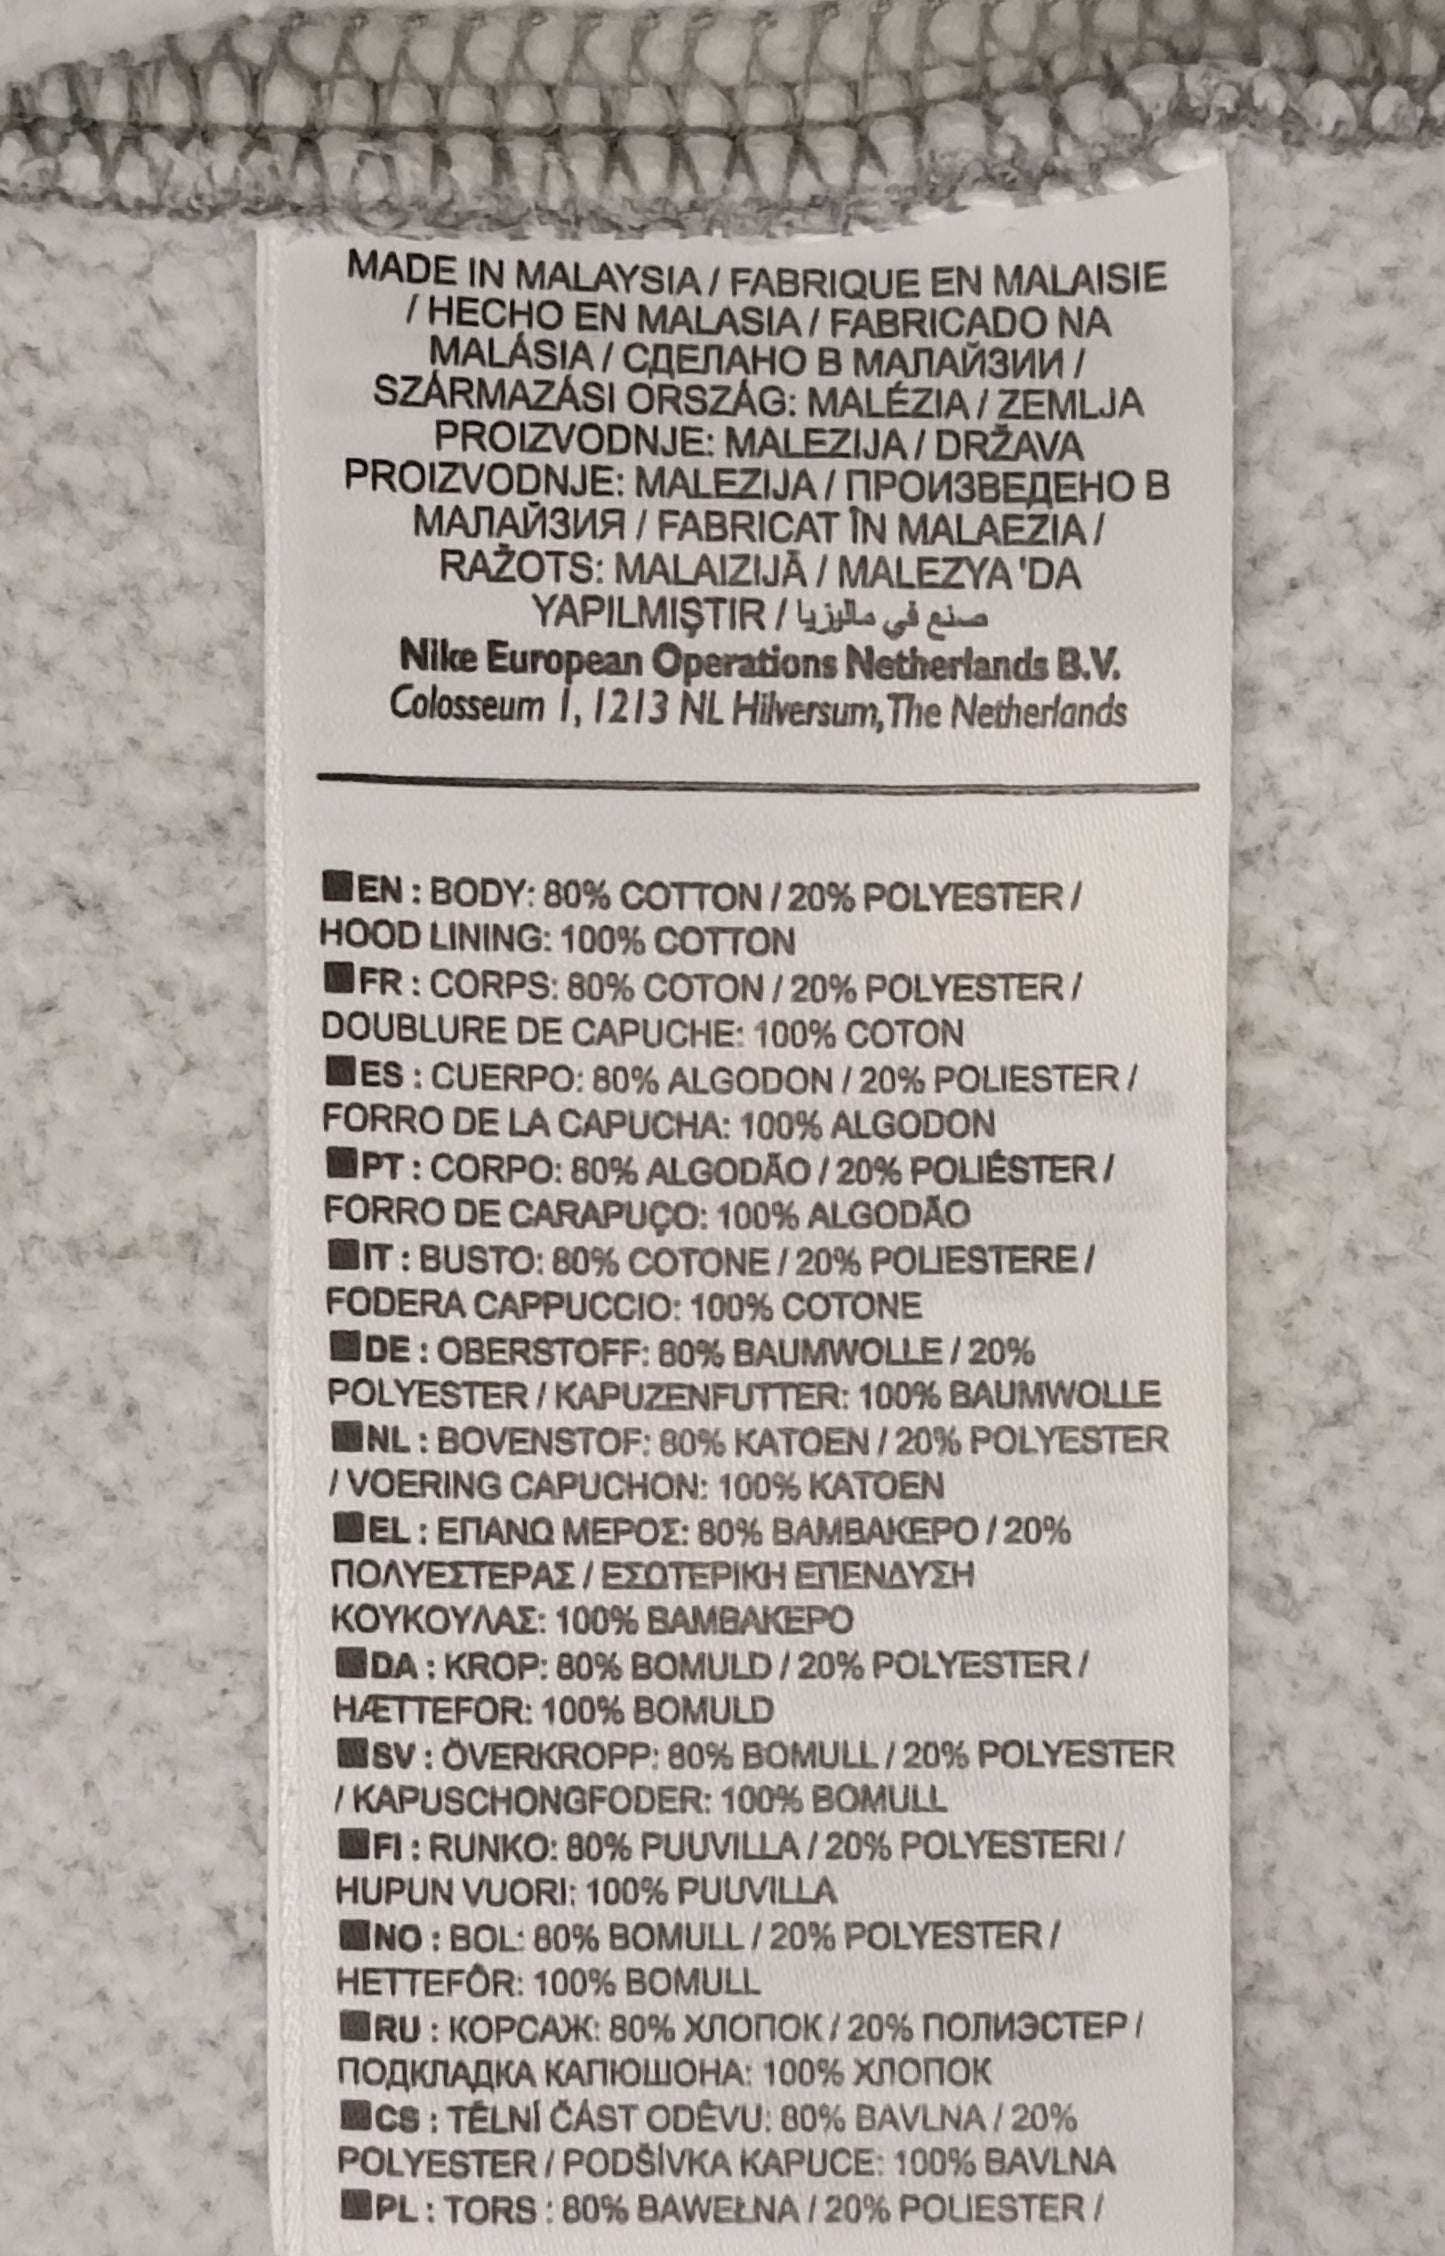 MADE IN MALAYSIA / FABRIQUE EN MALAISIE
/ HECHO EN MALASIA / FABRICADO NA
MALÁSIA / СДЕЛАНО В МАЛАЙЗИИ /
SZÁRMAZÁSI ORSZÁG: MALÉZIA / ZEMLJA
PROIZVODNJE: MALEZIJA / DRŽAVA
PROIZVODNJE: MALEZIJA / ПРОИЗВЕДЕНО В
МАЛАЙЗИЯ / FABRICAT ÎN MALAEZIA /
RAŽOTS: MALAIZIJĀ / MALEZYA 'DA
YAPILMIŞTIR / صنع في ماليزيا
Nike European Operations Netherlands B.V.
Colosseum 1, 1213 NL Hilversum, The Netherlands
■EN : BODY: 80% COTTON / 20% POLYESTER /
HOOD LINING: 100% COTTON
■FR : CORPS: 80% COTON / 20% POLYESTER /
DOUBLURE DE CAPUCHE: 100% COTON
■ES : CUERPO: 80% ALGODON / 20% POLIESTER /
FORRO DE LA CAPUCHA: 100% ALGODON
■PT : CORPO: 80% ALGODÃO / 20% POLIÉSTER /
FORRO DE CARAPUÇO: 100% ALGODÃO
■IT : BUSTO: 80% COTONE / 20% POLIESTERE /
FODERA CAPPUCCIO: 100% COTONE
■DE : OBERSTOFF: 80% BAUMWOLLE / 20%
POLYESTER / KAPUZENFUTTER: 100% BAUMWOLLE
■NL : BOVENSTOF: 80% KATOEN / 20% POLYESTER
/ VOERING CAPUCHON: 100% KATOEN
■EL : ΕΠΑΝΩ ΜΕΡΟΣ: 80% ΒΑΜΒΑΚΕΡΟ / 20%
ΠΟΛΥΕΣΤΕΡΑΣ / ΕΣΩΤΕΡΙΚΗ ΕΠΕΝΔΥΣΗ
ΚΟΥΚΟΥΛΑΣ: 100% ΒΑΜΒΑΚΕΡΟ
■DA : KROP: 80% BOMULD / 20% POLYESTER /
HÆTTEFOR: 100% BOMULD
■SV : ÖVERKROPP: 80% BOMULL / 20% POLYESTER
/ KAPUSCHONGFODER: 100% BOMULL
■FI : RUNKO: 80% PUUVILLA / 20% POLYESTERI /
HUPUN VUORI: 100% PUUVILLA
■NO : BOL: 80% BOMULL / 20% POLYESTER /
HETTEFÔR: 100% BOMULL
■RU : КОРСАЖ: 80% ХЛОПОК / 20% ПОЛИЭСТЕР /
ПОДКЛАДКА КАПЮШОНА: 100% ХЛОПОК
■CS : TĚLNÍ ČÁST ODĚVU: 80% BAVLNA / 20%
POLYESTER / PODŠÍVKA KAPUCE: 100% BAVLNA
■PL : TORS : 80% BAWEŁNA / 20% POLIESTER /